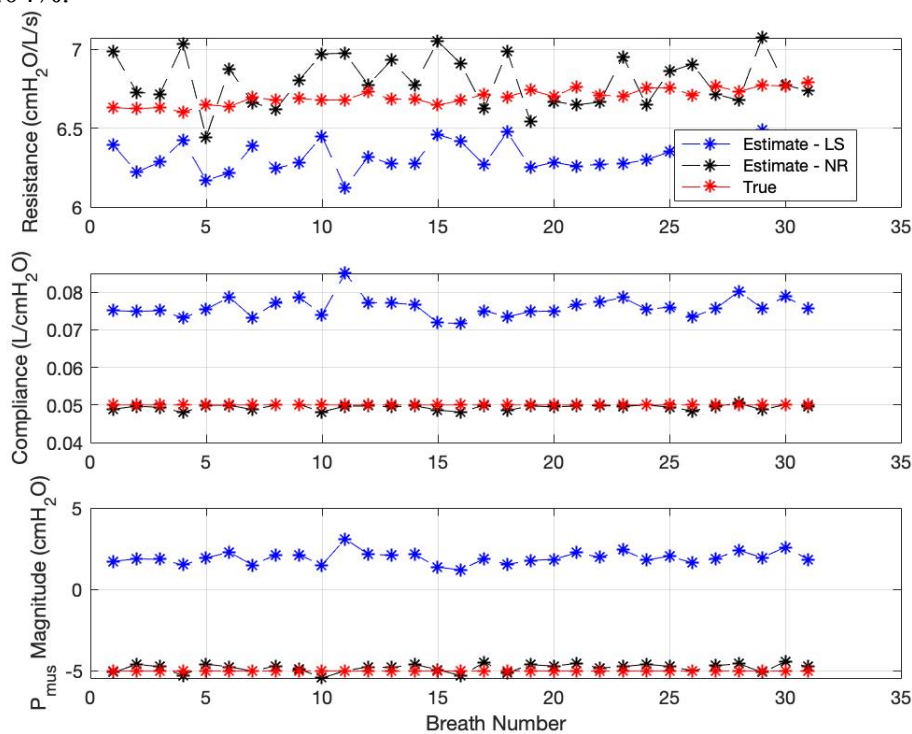 7
6.5
6
0 5 10 15 20 25 30 35
Resistance (cmH2O/L/s)
Estimate - LS
Estimate - NR
True
0.08
0.07
0.06
0.05
0.04
0 5 10 15 20 25 30 35
Compliance (L/cmH2O)
5
0
-5
0 5 10 15 20 25 30 35
Pmus Magnitude (cmH2O)
Breath Number